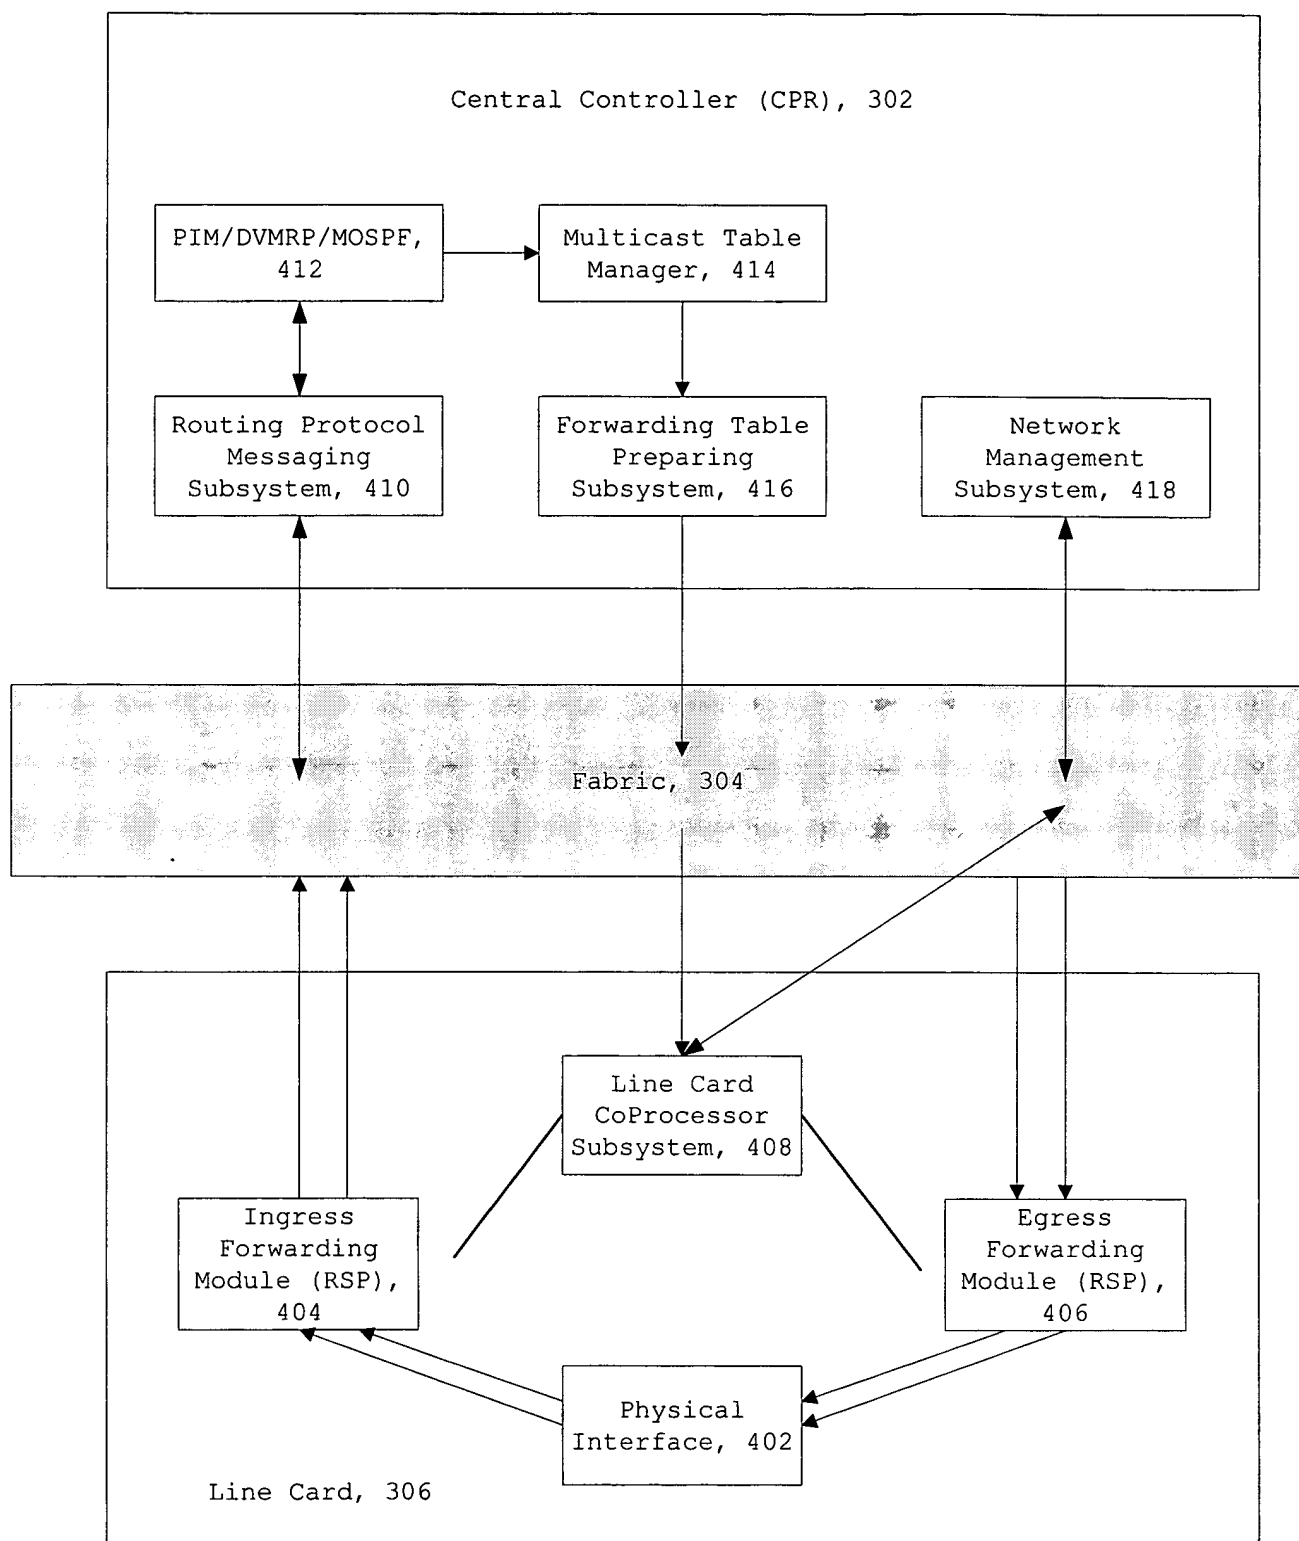 Central Controller (CPR), 302
PIM/DVMRP/MOSPF,
412
Multicast Table
Manager, 414
Routing Protocol
Messaging
Subsystem, 410
Forwarding Table
Preparing
Subsystem, 416
Network
Management
Subsystem, 418
Fabric, 304
Line Card
CoProcessor
Subsystem, 408
Ingress
Forwarding
Module (RSP),
404
Egress
Forwarding
Module (RSP),
406
Physical
Interface, 402
Line Card, 306